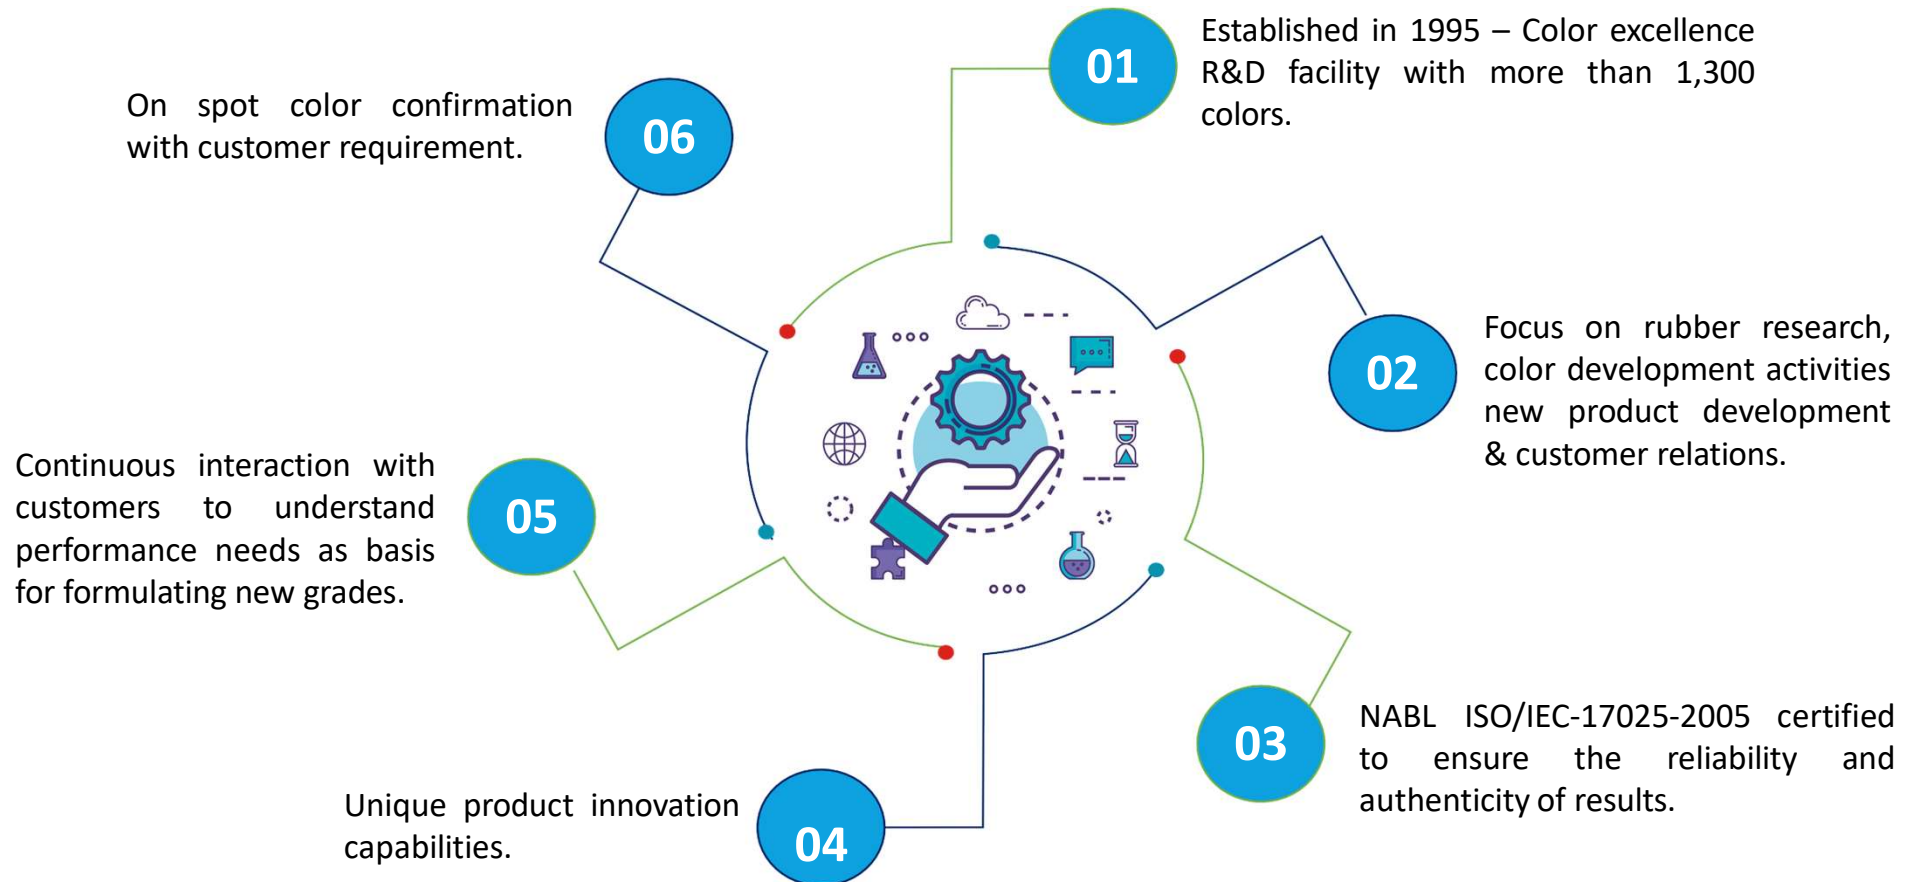 01
Established in 1995 – Color excellence
R&D facility with more than 1,300
colors.
02
Focus on rubber research,
color development activities
new product development
& customer relations.
03
NABL ISO/IEC-17025-2005 certified
to ensure the reliability and
authenticity of results.
04
Unique product innovation
capabilities.
05
Continuous interaction with
customers to understand
performance needs as basis
for formulating new grades.
06
On spot color confirmation
with customer requirement.